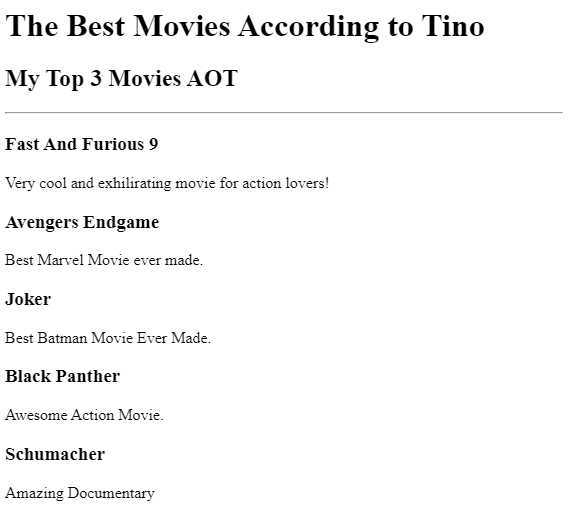 The Best Movies According to Tino
My Top 3 Movies AOT
Fast And Furious 9
Very cool and exhilirating movie for action lovers!
Avengers Endgame
Best Marvel Movie ever made.
Joker
Best Batman Movie Ever Made.
Black Panther
Awesome Action Movie.
Schumacher
Amazing Documentary